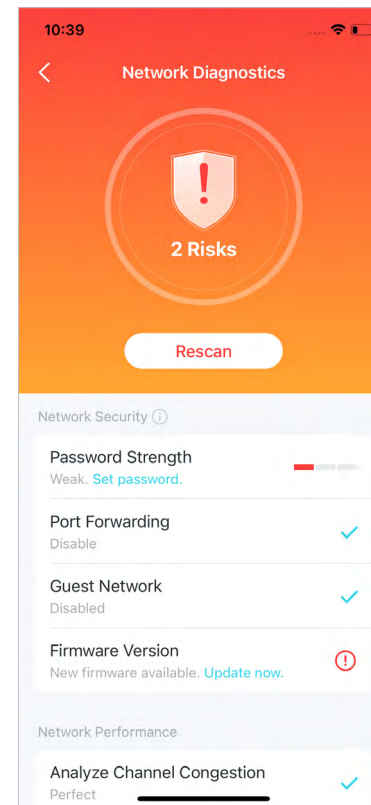 10:39
Network Diagnostics
!
2 Risks
Rescan
Network Security
Password Strength
Weak. Set password.
Port Forwarding
Disable
Guest Network
Disabled
Firmware Version
New firmware available. Update now.
Network Performance
Analyze Channel Congestion
Perfect